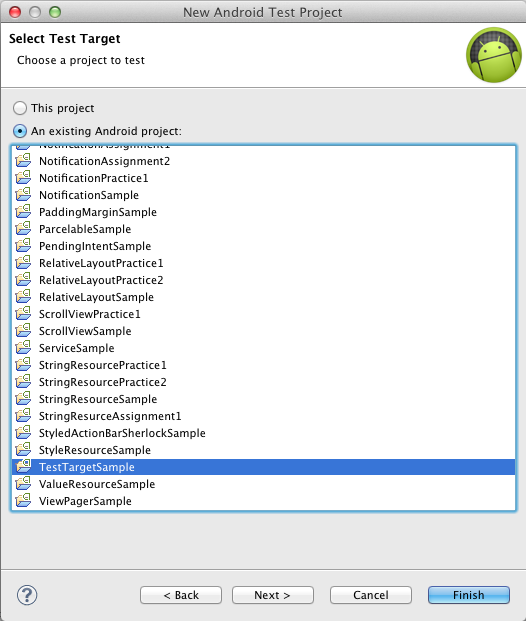 New Android Test Project
Select Test Target
Choose a project to test
This project
An existing Android project:
NotificationAssignment1
NotificationAssignment2
NotificationPractice1
NotificationSample
PaddingMarginSample
ParcelableSample
PendingIntentSample
RelativeLayoutPractice1
RelativeLayoutPractice2
RelativeLayoutSample
ScrollViewPractice1
ScrollViewSample
ServiceSample
StringResourcePractice1
StringResourcePractice2
StringResourceSample
StringResurceAssignment1
StyledActionBarSherlockSample
StyleResourceSample
TestTargetSample
ValueResourceSample
ViewPagerSample
? < Back Next > Cancel Finish